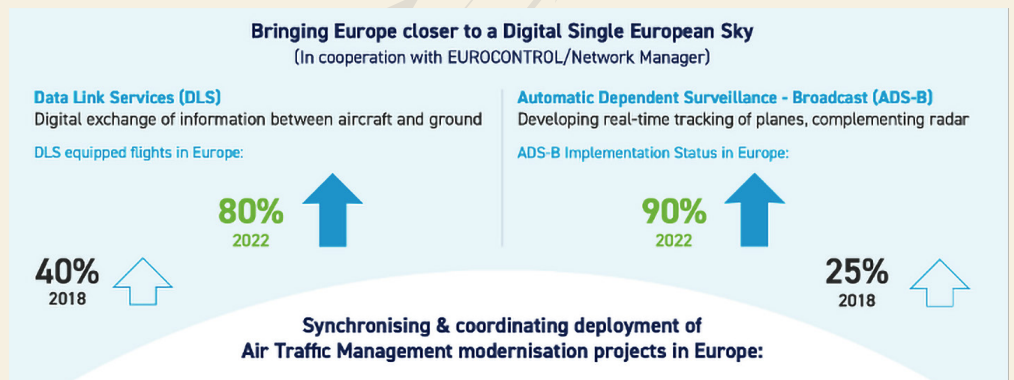 Bringing Europe closer to a Digital Single European Sky
(In cooperation with EUROCONTROL/Network Manager)
Data Link Services (DLS)
Digital exchange of information between aircraft and ground
DLS equipped flights in Europe:
80%
2022
40%
2018
Automatic Dependent Surveillance - Broadcast (ADS-B)
Developing real-time tracking of planes, complementing radar
ADS-B Implementation Status in Europe:
90%
2022
25%
2018
Synchronising & coordinating deployment of
Air Traffic Management modernisation projects in Europe: